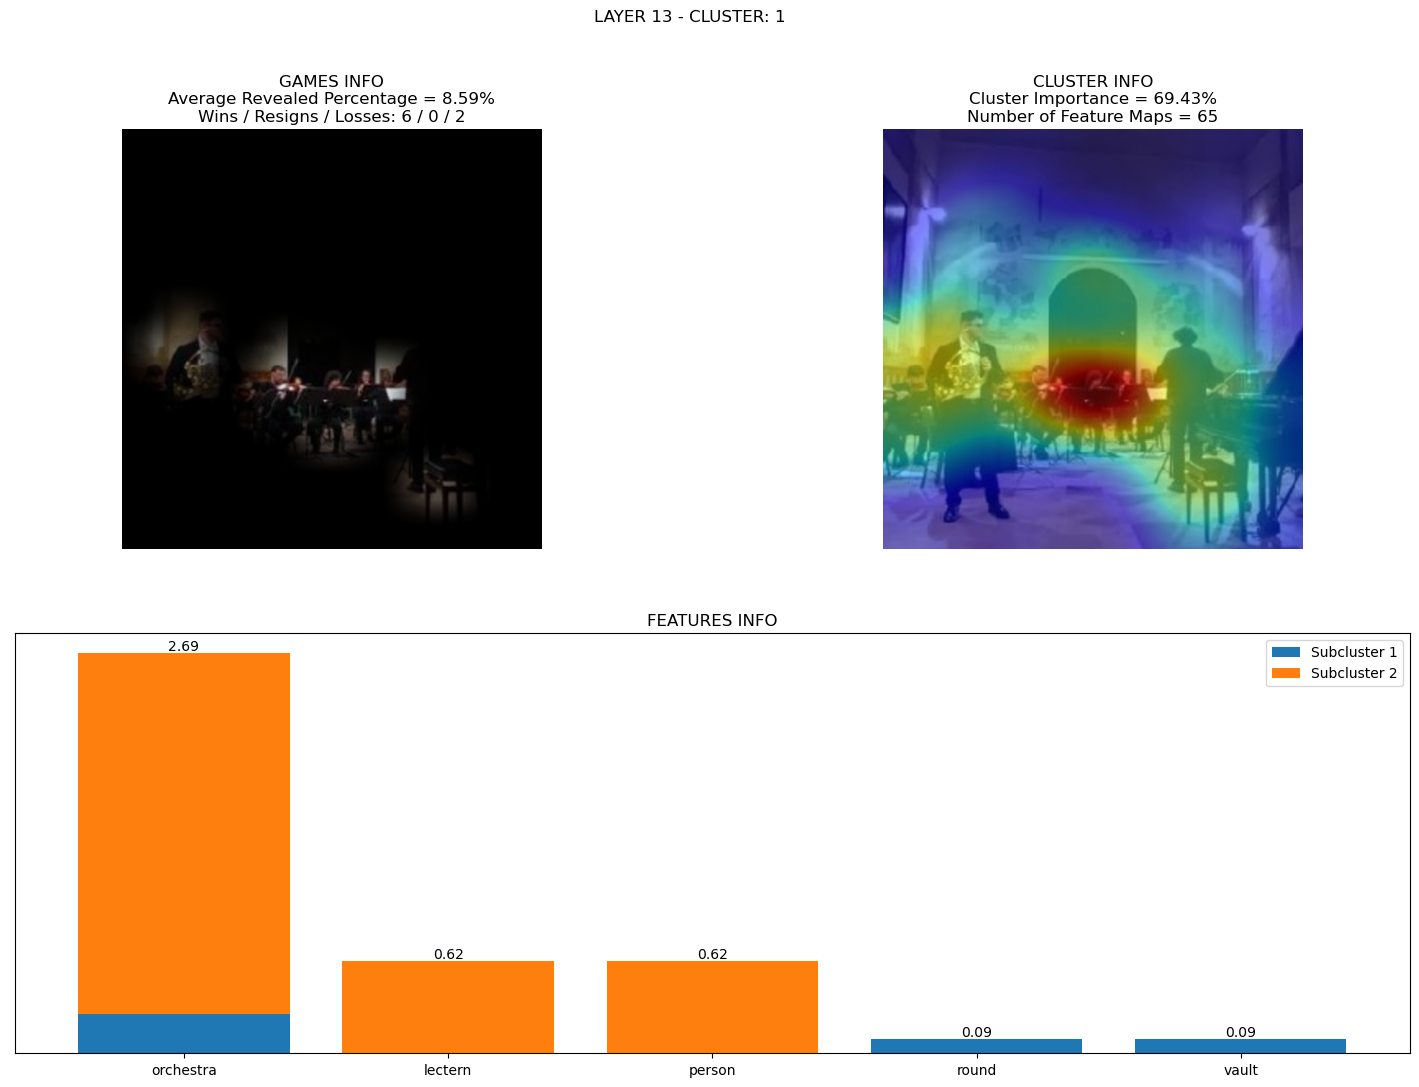 LAYER 13 - CLUSTER: 1
GAMES INFO
Average Revealed Percentage = 8.59%
Wins / Resigns / Losses: 6 / 0 / 2
CLUSTER INFO
Cluster Importance = 69.43%
Number of Feature Maps = 65
FEATURES INFO
2.69
0.62
0.62
0.09
0.09
Subcluster 1
Subcluster 2
orchestra
lectern
person
round
vault